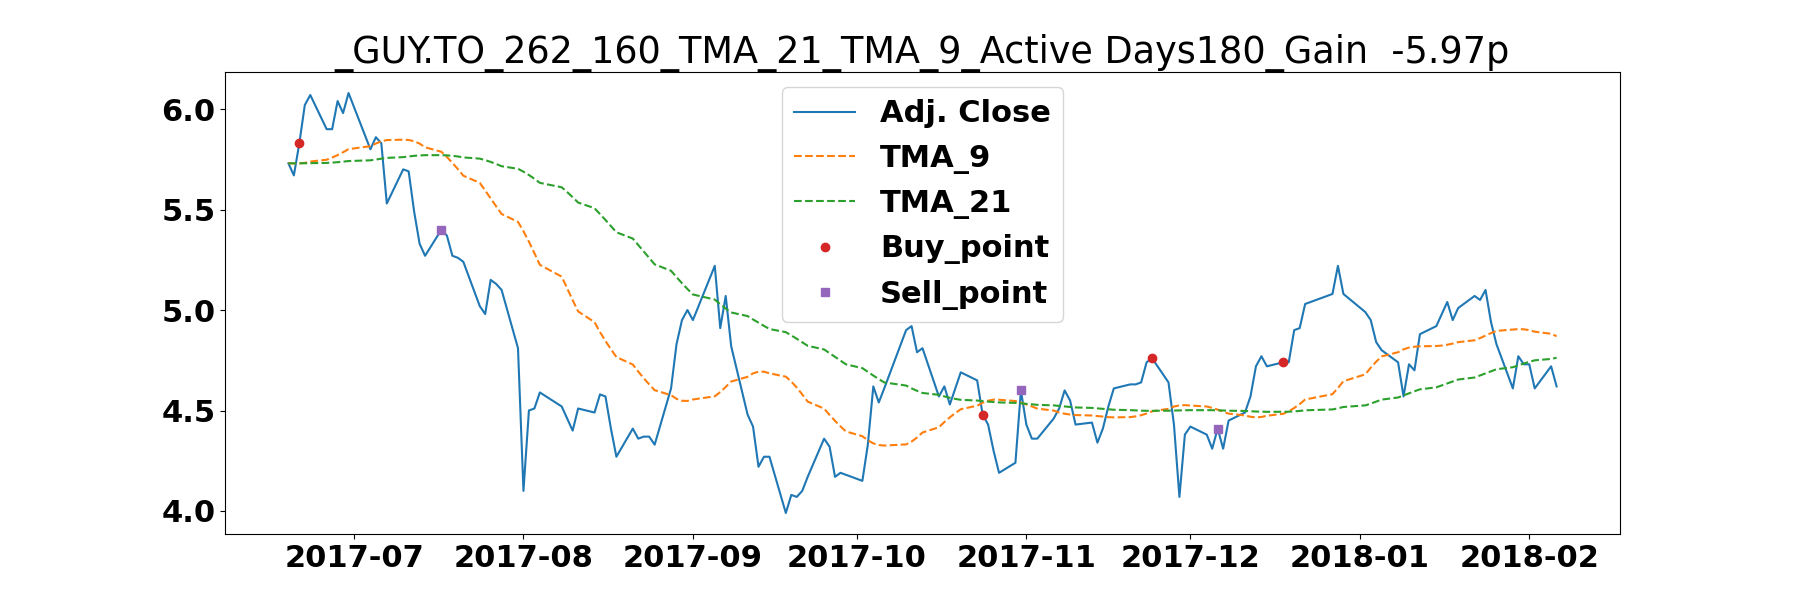 _GUY.TO_262_160_TMA_21_TMA_9_Active Days180_Gain  -5.97p
Adj. Close
TMA_9
TMA_21
Buy_point
Sell_point
6.0
5.5
5.0
4.5
4.0
2017-07 2017-08 2017-09 2017-10 2017-11 2017-12 2018-01 2018-02